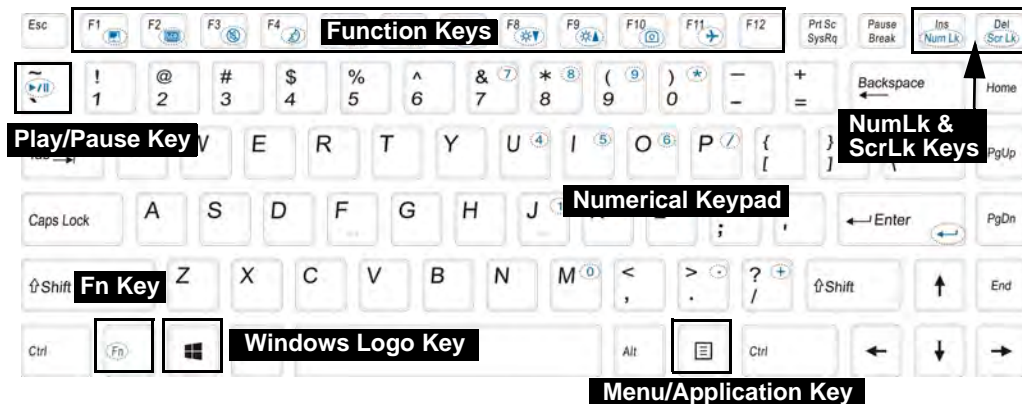 Esc F1 F2 F3 F4 Function Keys F8 F9 F10 F11 F12 Prt Sc SysRq Pause Break Ins Num Lk Del Scr Lk
~ ` ! 1 @ 2 # 3 $ 4 % 5 ^ 6 & 7 7 * 8 8 ( 9 9 ) 0 * — - + = Backspace Home
Play/Pause Key E R T Y U 4 I 5 O 6 P / { [ } ] \ NumLk & ScrLk Keys PgUp
Caps Lock A S D F G H J Numerical Keypad ; ' Enter PgDn
Shift Fn Key Z X C V B N M 0 < , > . . ? / + Shift End
Ctrl Fn Windows Logo Key Alt Ctrl
Menu/Application Key